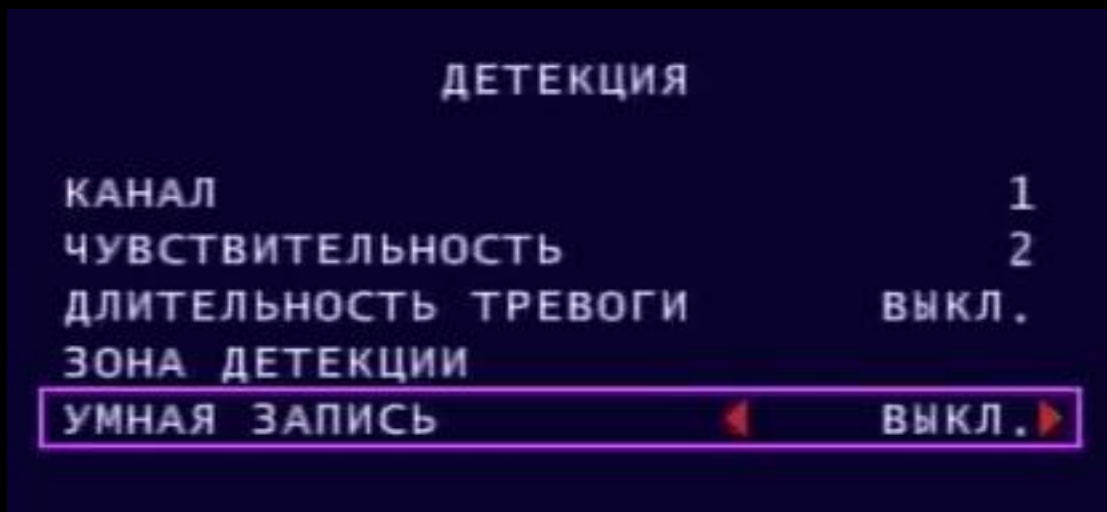 ДЕТЕКЦИЯ
КАНАЛ 1
ЧУВСТВИТЕЛЬНОСТЬ 2
ДЛИТЕЛЬНОСТЬ ТРЕВОГИ ВЫКЛ.
ЗОНА ДЕТЕКЦИИ
УМНАЯ ЗАПИСЬ ВЫКЛ.